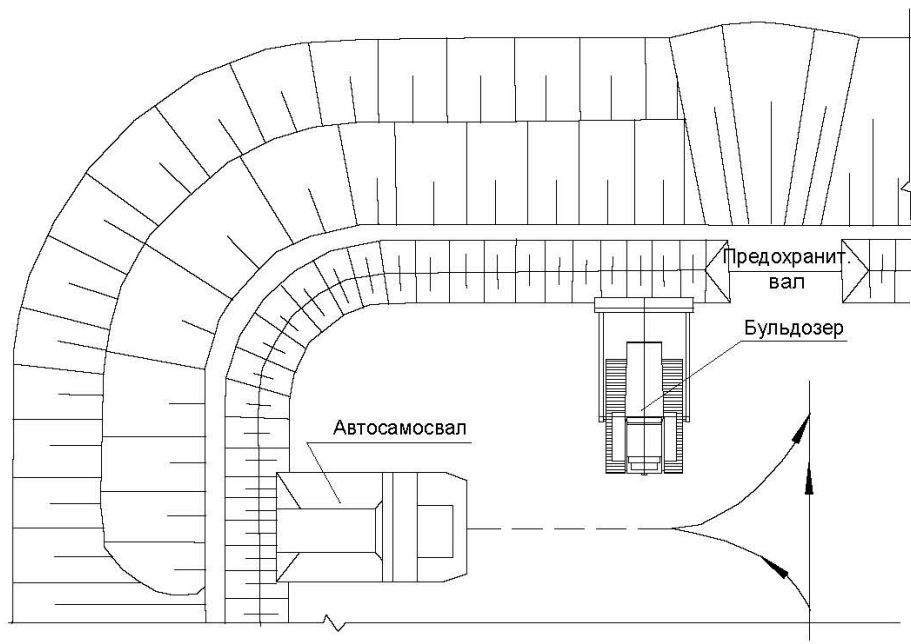 Предохранит.
вал
Бульдозер
Автосамосвал